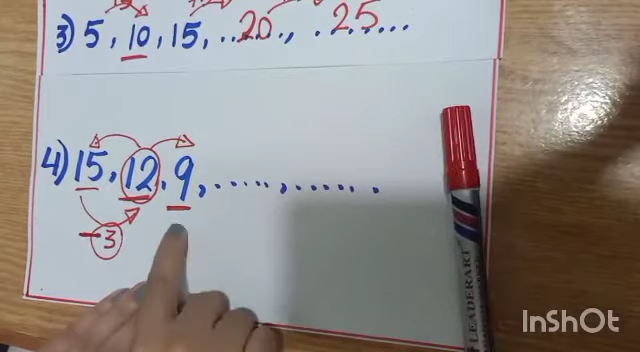 3) 5, 10, 15, ..20..., ..25....
4) 15, 12, 9, ......, ......
-3
LEADERART
InShOt